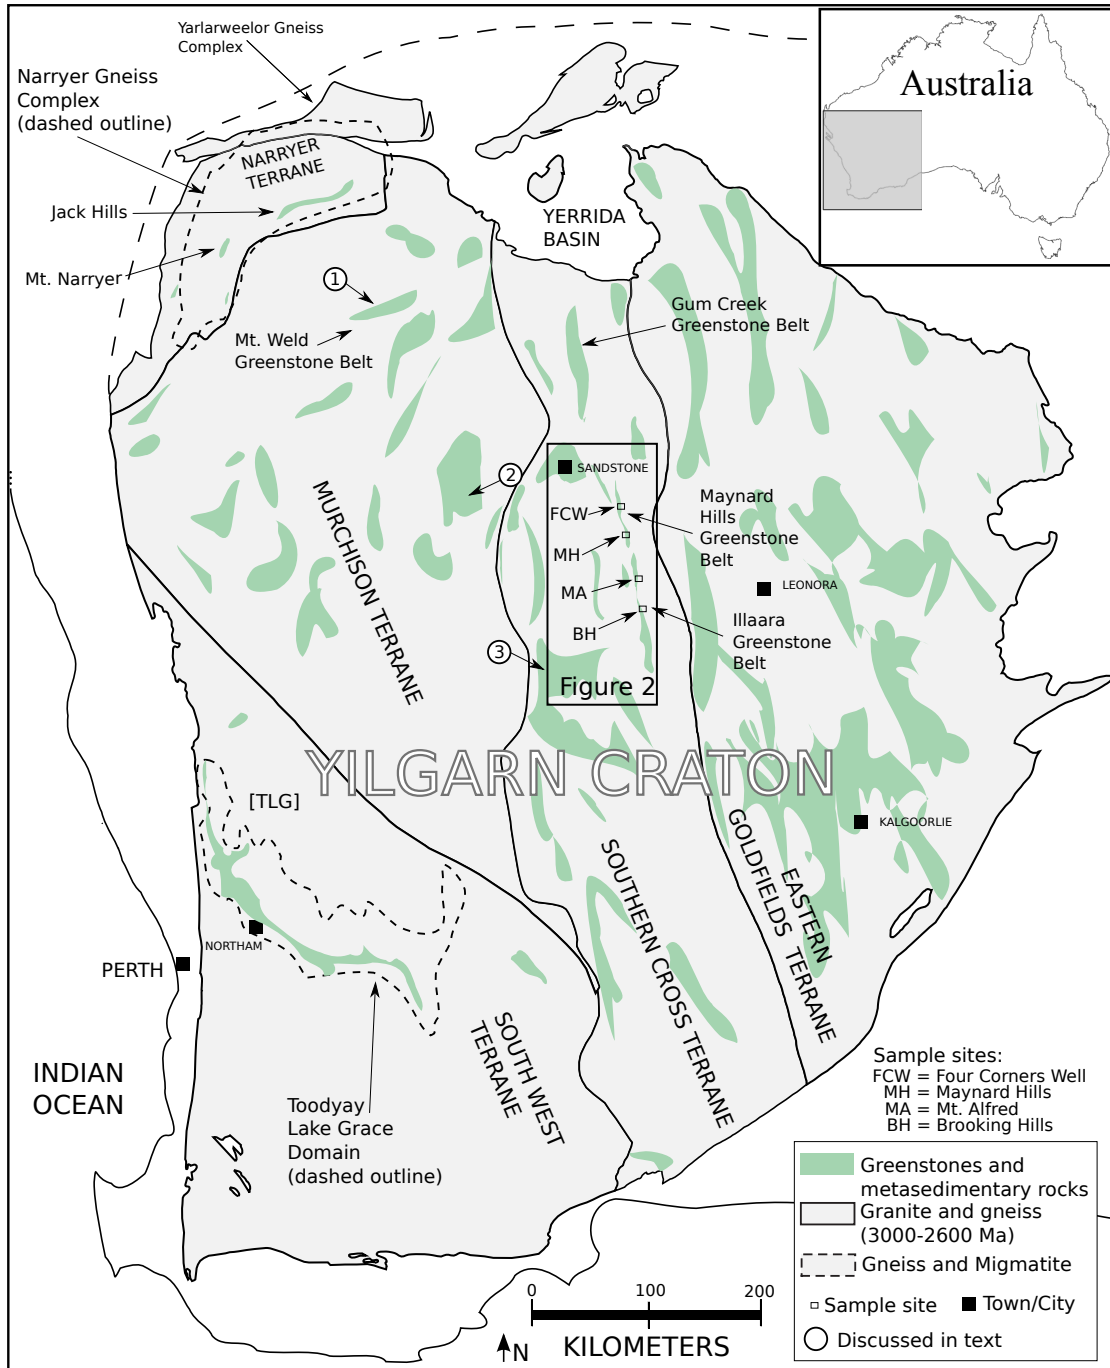 Yarlarweelor Gneiss
Complex
Narryer Gneiss
Complex
(dashed outline)
NARRYER
TERRANE
Jack Hills
Mt. Narryer
1
Mt. Weld
Greenstone Belt
YERRIDA
BASIN
Australia
Gum Creek
Greenstone Belt
2
SANDSTONE
FCW
MH
MA
BH
Maynard
Hills
Greenstone
Belt
LEONORA
Illaara
Greenstone
Belt
3
Figure 2
MURCHISON TERRANE
YILGARN CRATON
[TLG]
KALGOORLIE
EASTERN
GOLDFIELDS TERRANE
SOUTHERN CROSS TERRANE
NORTHAM
PERTH
SOUTH WEST
TERRANE
INDIAN
OCEAN
Toodyay
Lake Grace
Domain
(dashed outline)
Sample sites:
FCW = Four Corners Well
MH = Maynard Hills
MA = Mt. Alfred
BH = Brooking Hills
Greenstones and
metasedimentary rocks
Granite and gneiss
(3000-2600 Ma)
Gneiss and Migmatite
Sample site
Town/City
Discussed in text
0 100 200
N
KILOMETERS